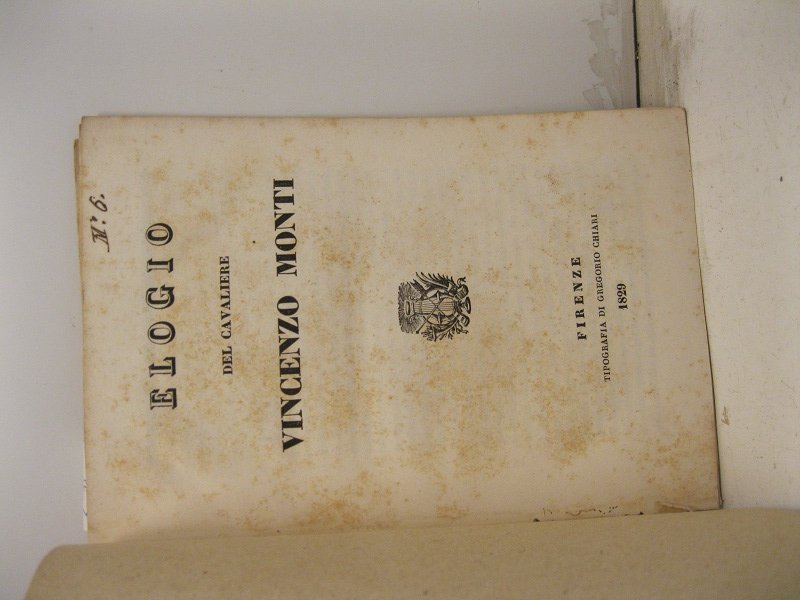 N.º 6.
ELOGIO
DEL CAVALIERE
VINCENZO MONTI
FIRENZE
TIPOGRAFIA DI GREGORIO CHIARI
1829